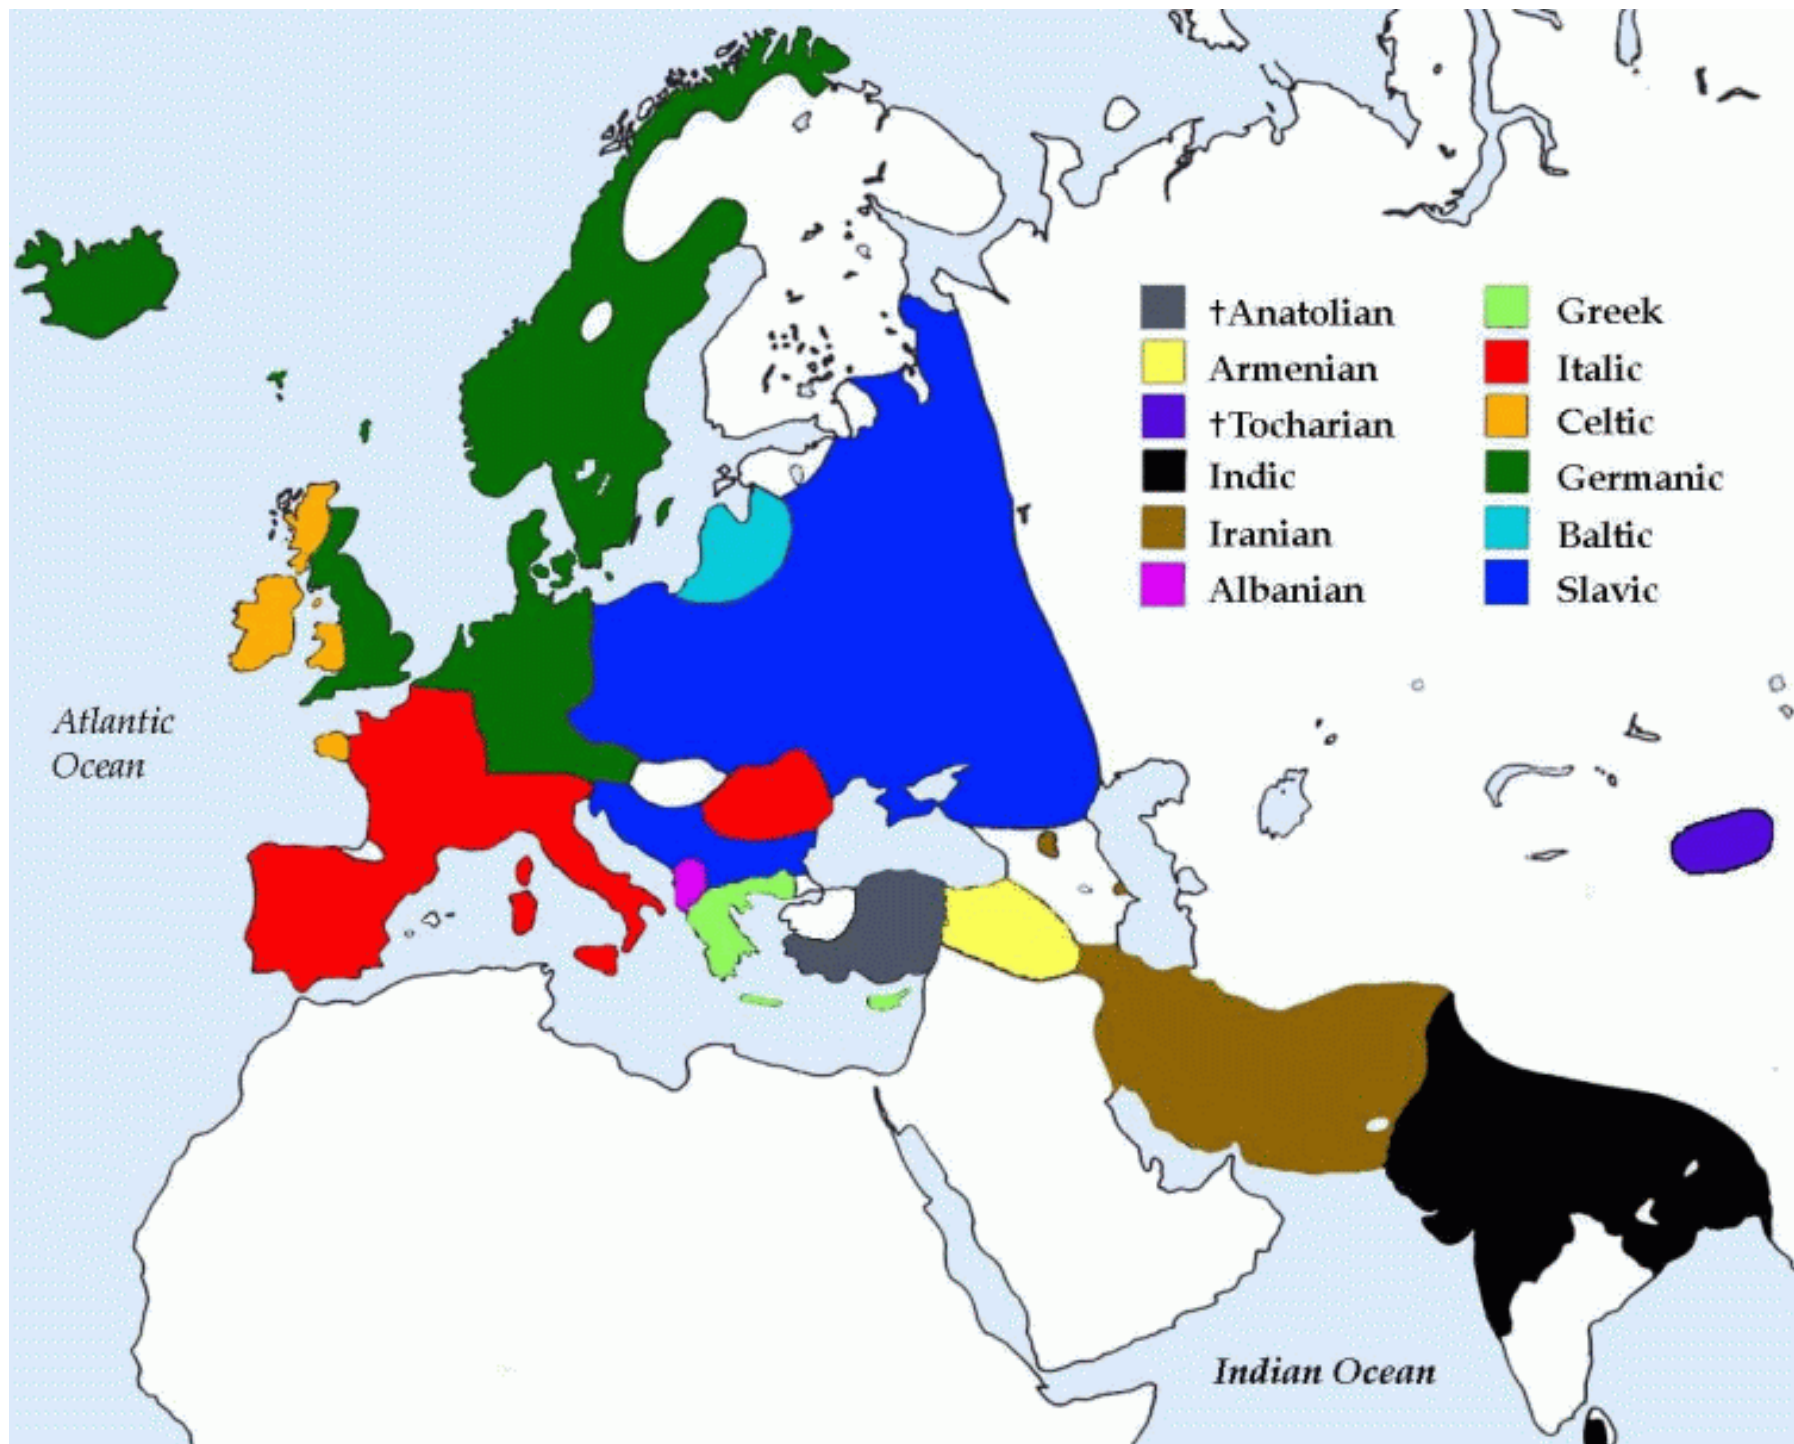 †Anatolian
Armenian
†Tocharian
Indic
Iranian
Albanian
Greek
Italic
Celtic
Germanic
Baltic
Slavic
Atlantic
Ocean
Indian Ocean